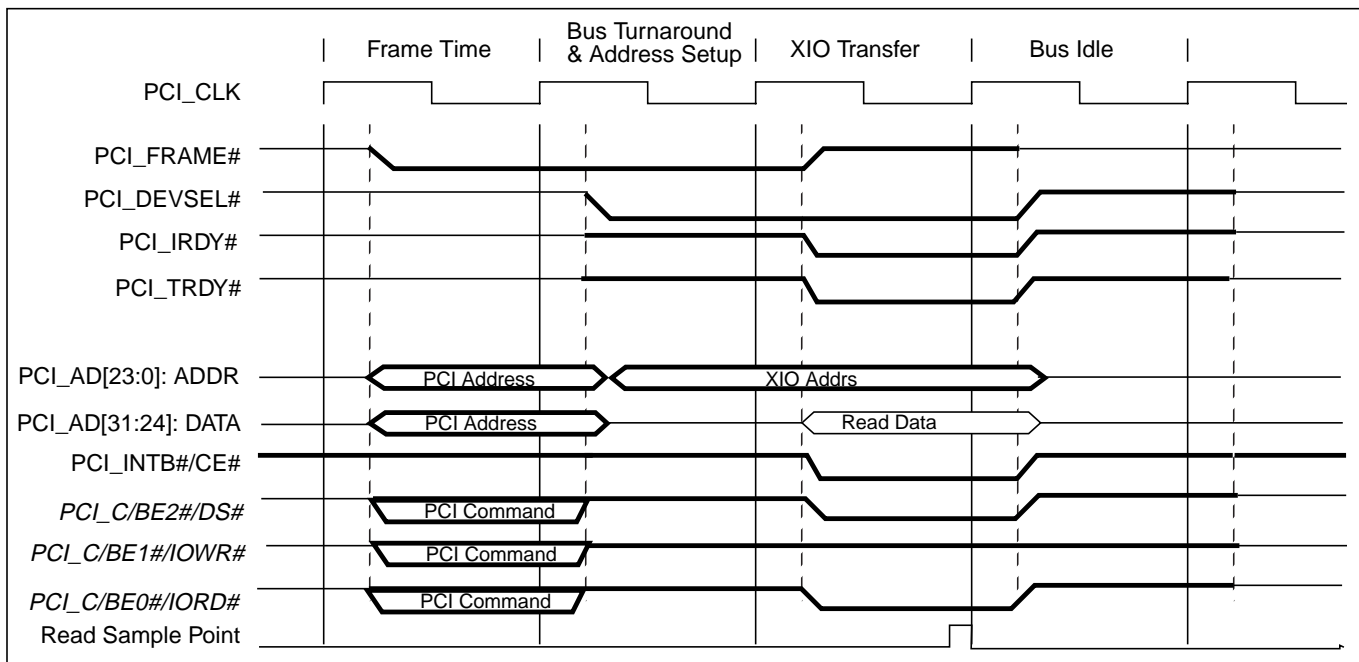 Frame Time
Bus Turnaround
& Address Setup
XIO Transfer
Bus Idle
PCI_CLK
PCI_FRAME#
PCI_DEVSEL#
PCI_IRDY#
PCI_TRDY#
PCI_AD[23:0]: ADDR
PCI Address
XIO Addrs
PCI_AD[31:24]: DATA
PCI Address
Read Data
PCI_INTB#/CE#
PCI_C/BE2#/DS#
PCI Command
PCI_C/BE1#/IOWR#
PCI Command
PCI_C/BE0#/IORD#
PCI Command
Read Sample Point